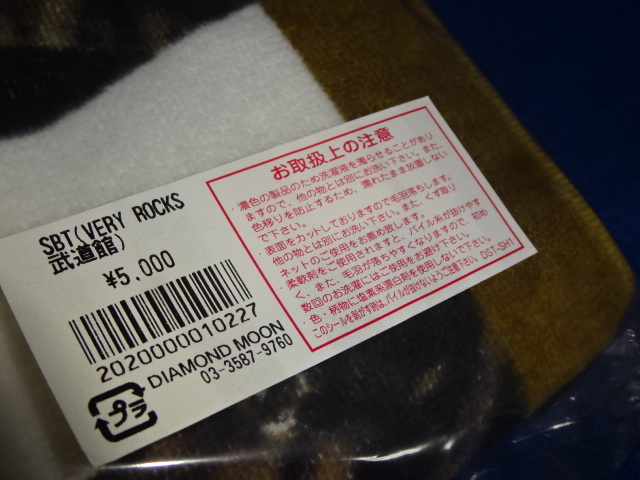 SBT(VERY ROCKS
武道館)
¥5,000
2020000010227
DIAMOND MOON
03-3587-9760
プラ
お取扱上の注意
・濃色の製品のため洗濯液を濁らせることがあり
ますので、他の物とは別にお洗い下さい。また、
色移りを防止するため、濡れたまま放置しない
で下さい。
・表面をカットしておりますので毛羽落ちします。
他の物とは別にお洗い下さい。また、くず取り
ネットのご使用をお薦め致します。
・柔軟剤をご使用されますと、パイル糸が抜けやす
く、また、毛羽が落ちやすくなりますので、初め
数回のお洗濯にはご使用をお避け下さい。
・色・柄物に塩素系漂白剤を使用しないで下さい。
このシールを剥がす時は、パイルが剥けないようにご注意下さい。 DST-SH1